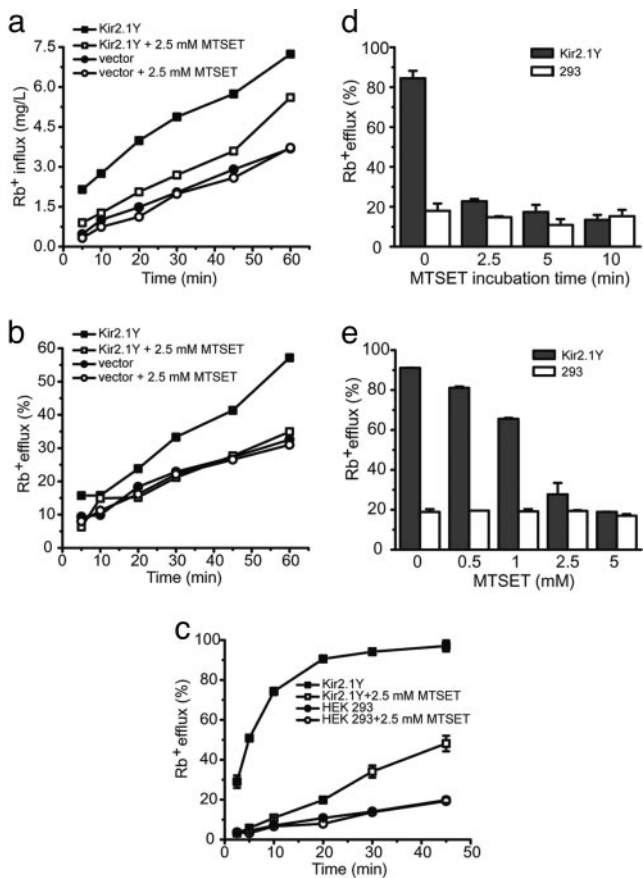 a
Kir2.1Y
Kir2.1Y + 2.5 mM MTSET
vector
vector + 2.5 mM MTSET
Rb+ influx (mg/L)
7.5
6.0
4.5
3.0
1.5
0.0
0 10 20 30 40 50 60
Time (min)
b
Kir2.1Y
Kir2.1Y + 2.5 mM MTSET
vector
vector + 2.5 mM MTSET
Rb+efflux (%)
60
50
40
30
20
10
0
0 10 20 30 40 50 60
Time (min)
d
Kir2.1Y
293
Rb+efflux (%)
100
80
60
40
20
0
0 2.5 5 10
MTSET incubation time (min)
e
Kir2.1Y
293
Rb+efflux (%)
100
80
60
40
20
0
0 0.5 1 2.5 5
MTSET (mM)
c
Kir2.1Y
Kir2.1Y+2.5 mM MTSET
HEK 293
HEK 293+2.5 mM MTSET
Rb+efflux (%)
100
80
60
40
20
0
0 10 20 30 40 50
Time (min)